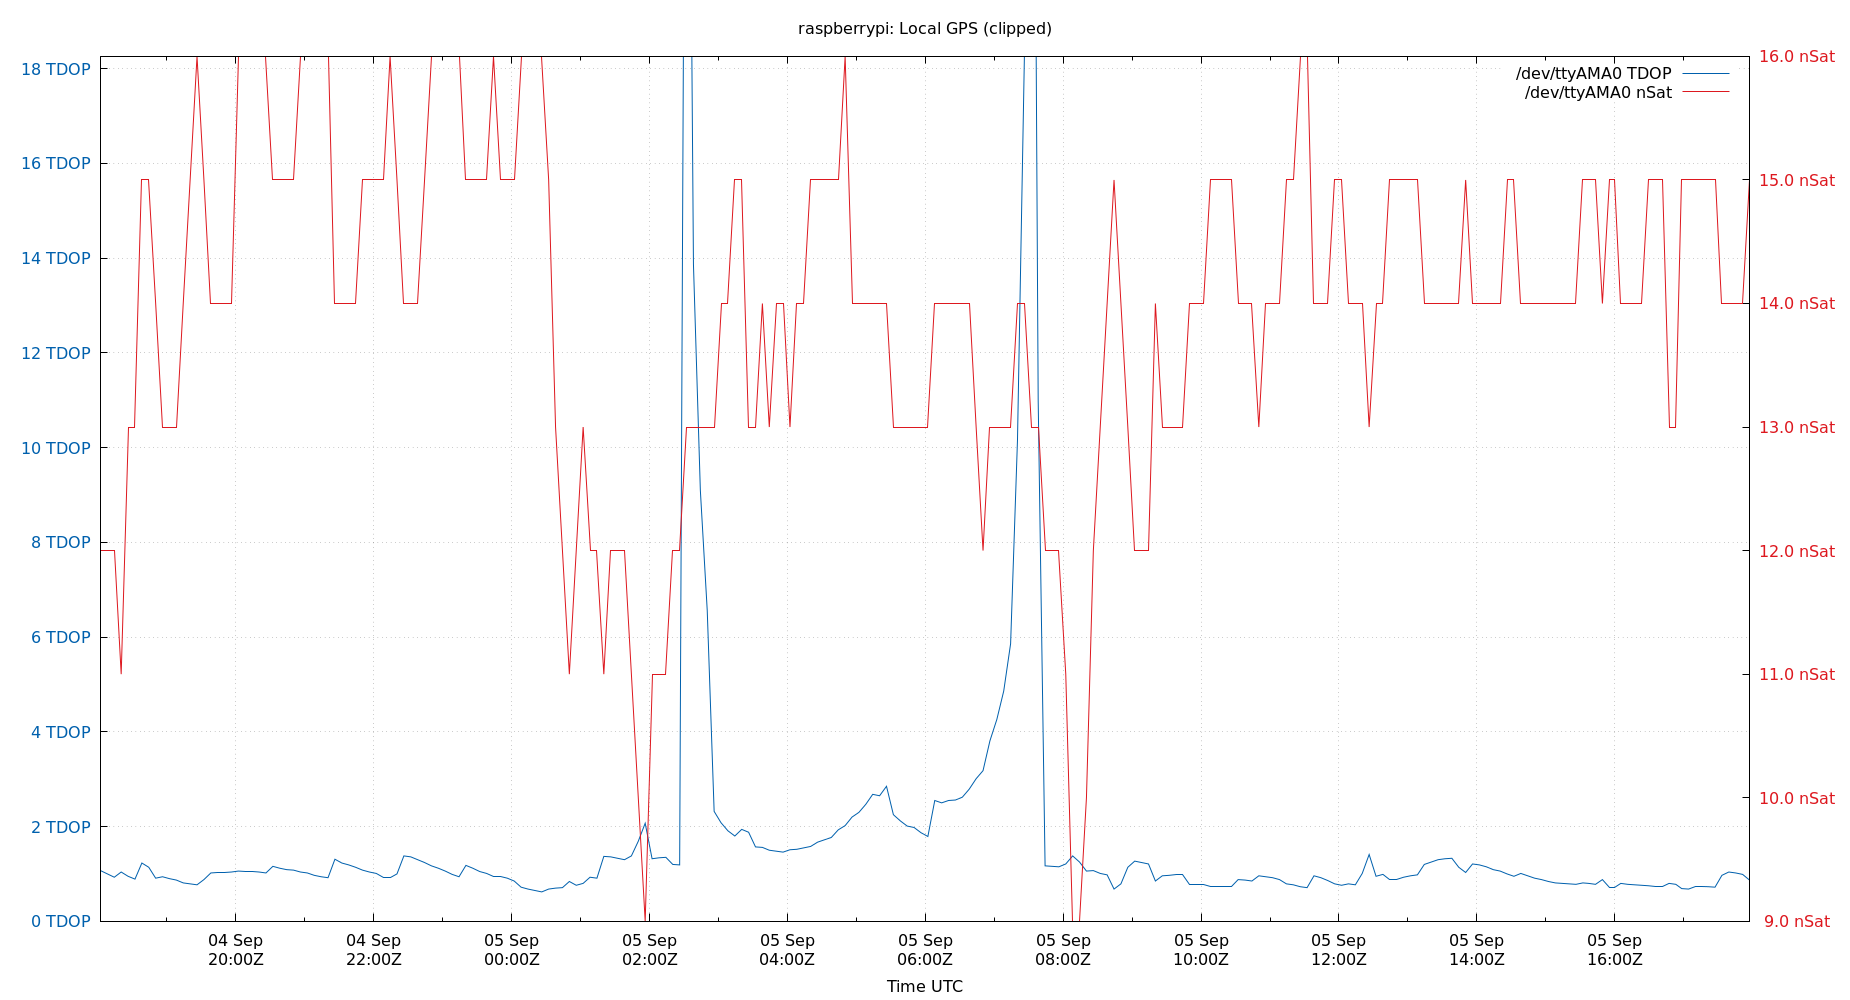 raspberrypi: Local GPS (clipped)
18 TDOP
16 TDOP
14 TDOP
12 TDOP
10 TDOP
8 TDOP
6 TDOP
4 TDOP
2 TDOP
0 TDOP
/dev/ttyAMA0 TDOP
/dev/ttyAMA0 nSat
16.0 nSat
15.0 nSat
14.0 nSat
13.0 nSat
12.0 nSat
11.0 nSat
10.0 nSat
9.0 nSat
04 Sep 04 Sep 05 Sep 05 Sep 05 Sep 05 Sep 05 Sep 05 Sep 05 Sep 05 Sep 05 Sep
20:00Z 22:00Z 00:00Z 02:00Z 04:00Z 06:00Z 08:00Z 10:00Z 12:00Z 14:00Z 16:00Z
Time UTC